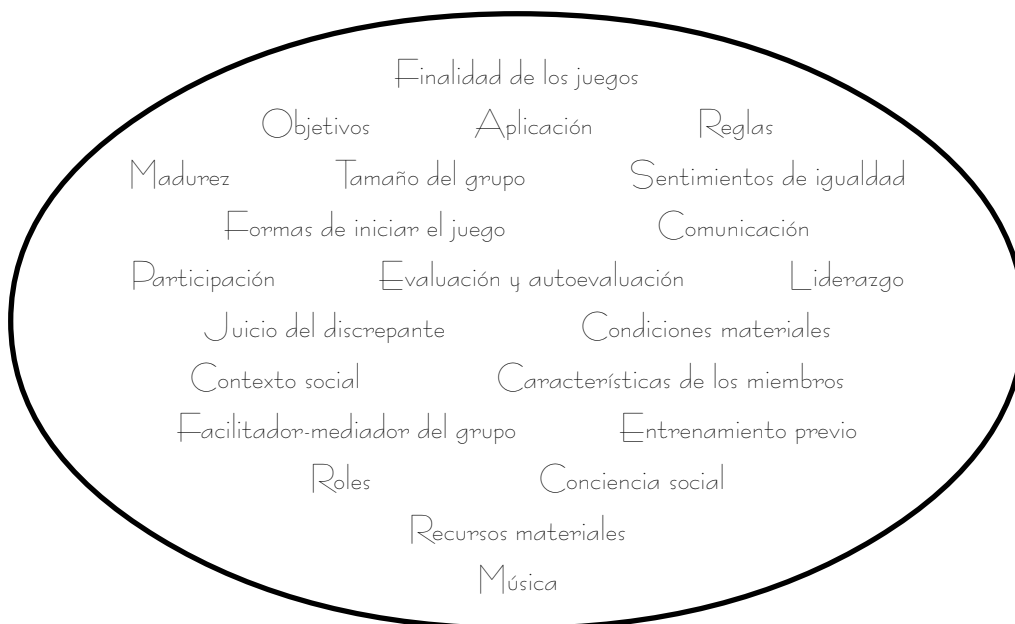 Finalidad de los juegos
Objetivos Aplicación Reglas
Madurez Tamaño del grupo Sentimientos de igualdad
Formas de iniciar el juego Comunicación
Participación Evaluación y autoevaluación Liderazgo
Juicio del discrepante Condiciones materiales
Contexto social Características de los miembros
Facilitador-mediador del grupo Entrenamiento previo
Roles Conciencia social
Recursos materiales
Música